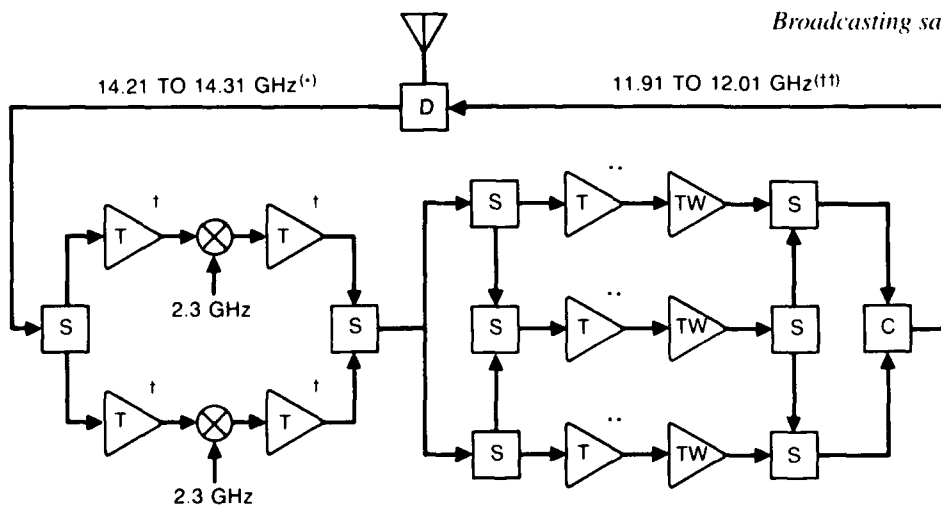 Broadcasting sa
14.21 TO 14.31 GHz(•)
11.91 TO 12.01 GHz(††)
D
S
T
†
T
†
2.3 GHz
S
S
T
••
TW
S
S
T
••
TW
S
C
T
†
T
†
2.3 GHz
S
T
••
TW
S